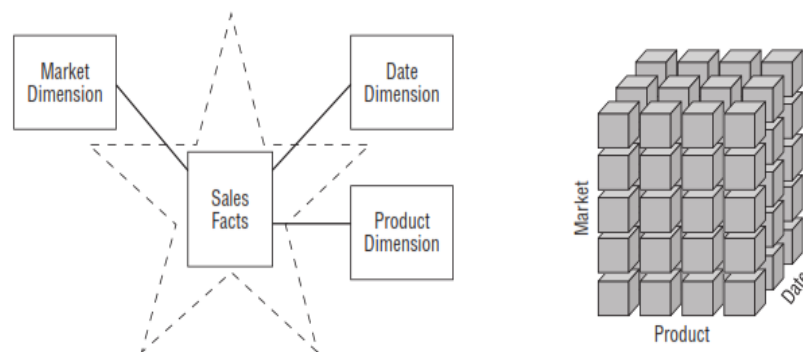 Market
Dimension
Date
Dimension
Sales
Facts
Product
Dimension
Market
Product
Date